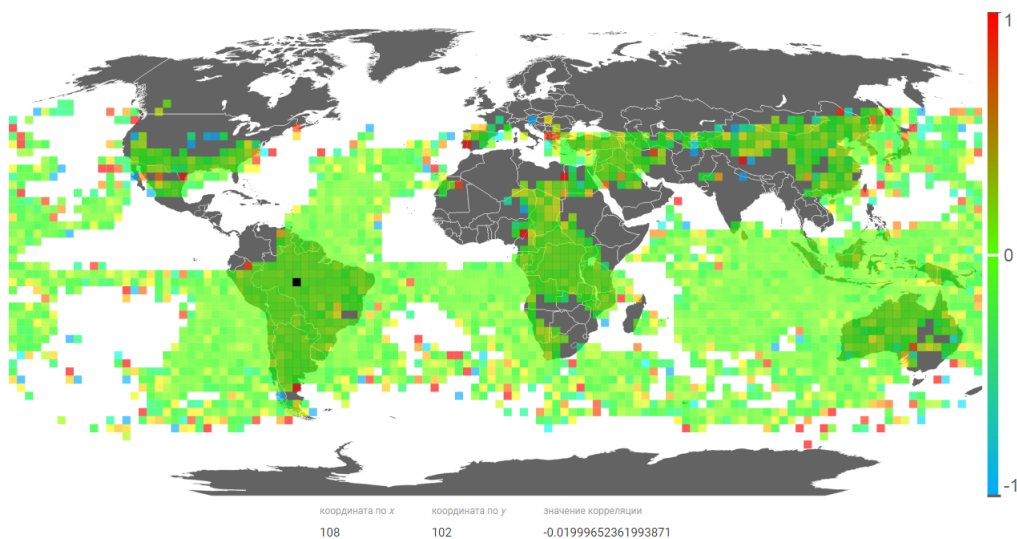 1
0
-1
координата по x
координата по y
значение корреляции
108
102
-0.01999652361993871